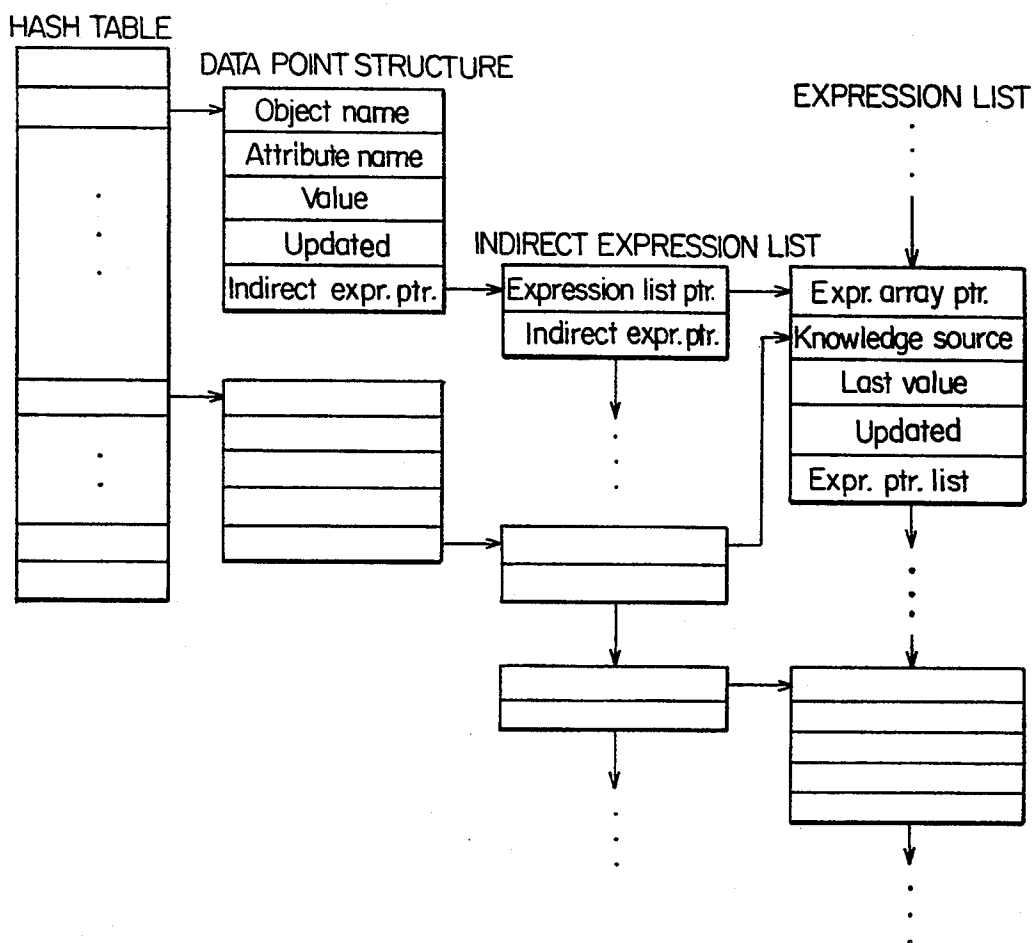 HASH TABLE
DATA POINT STRUCTURE
Object name
Attribute name
Value
Updated
Indirect expr. ptr.
INDIRECT EXPRESSION LIST
Expression list ptr.
Indirect expr. ptr.
EXPRESSION LIST
Expr. array ptr.
Knowledge source
Last value
Updated
Expr. ptr. list